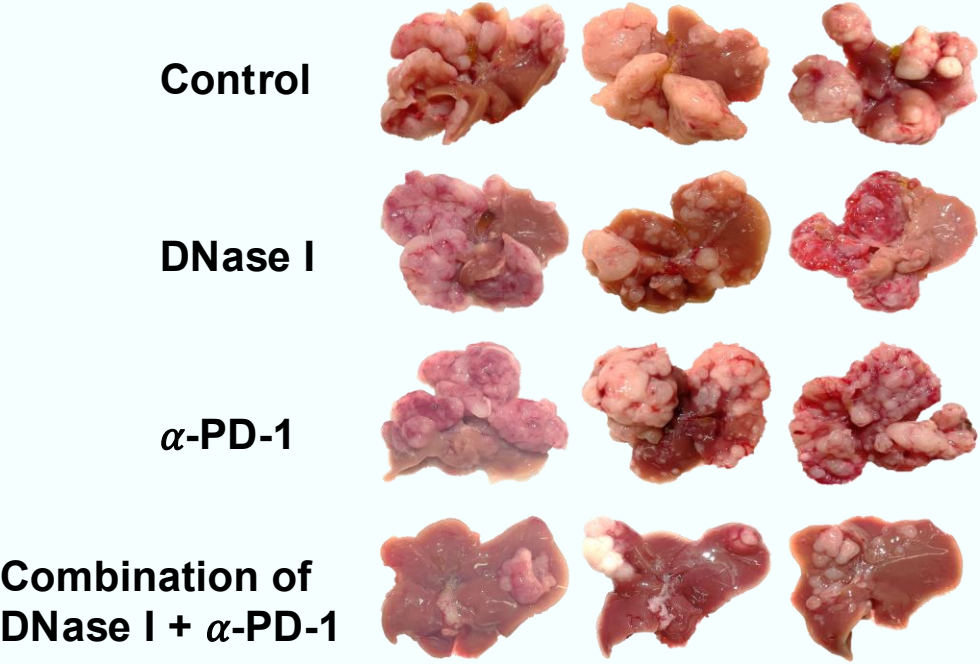 Control
DNase I
α-PD-1
Combination of
DNase I + α-PD-1